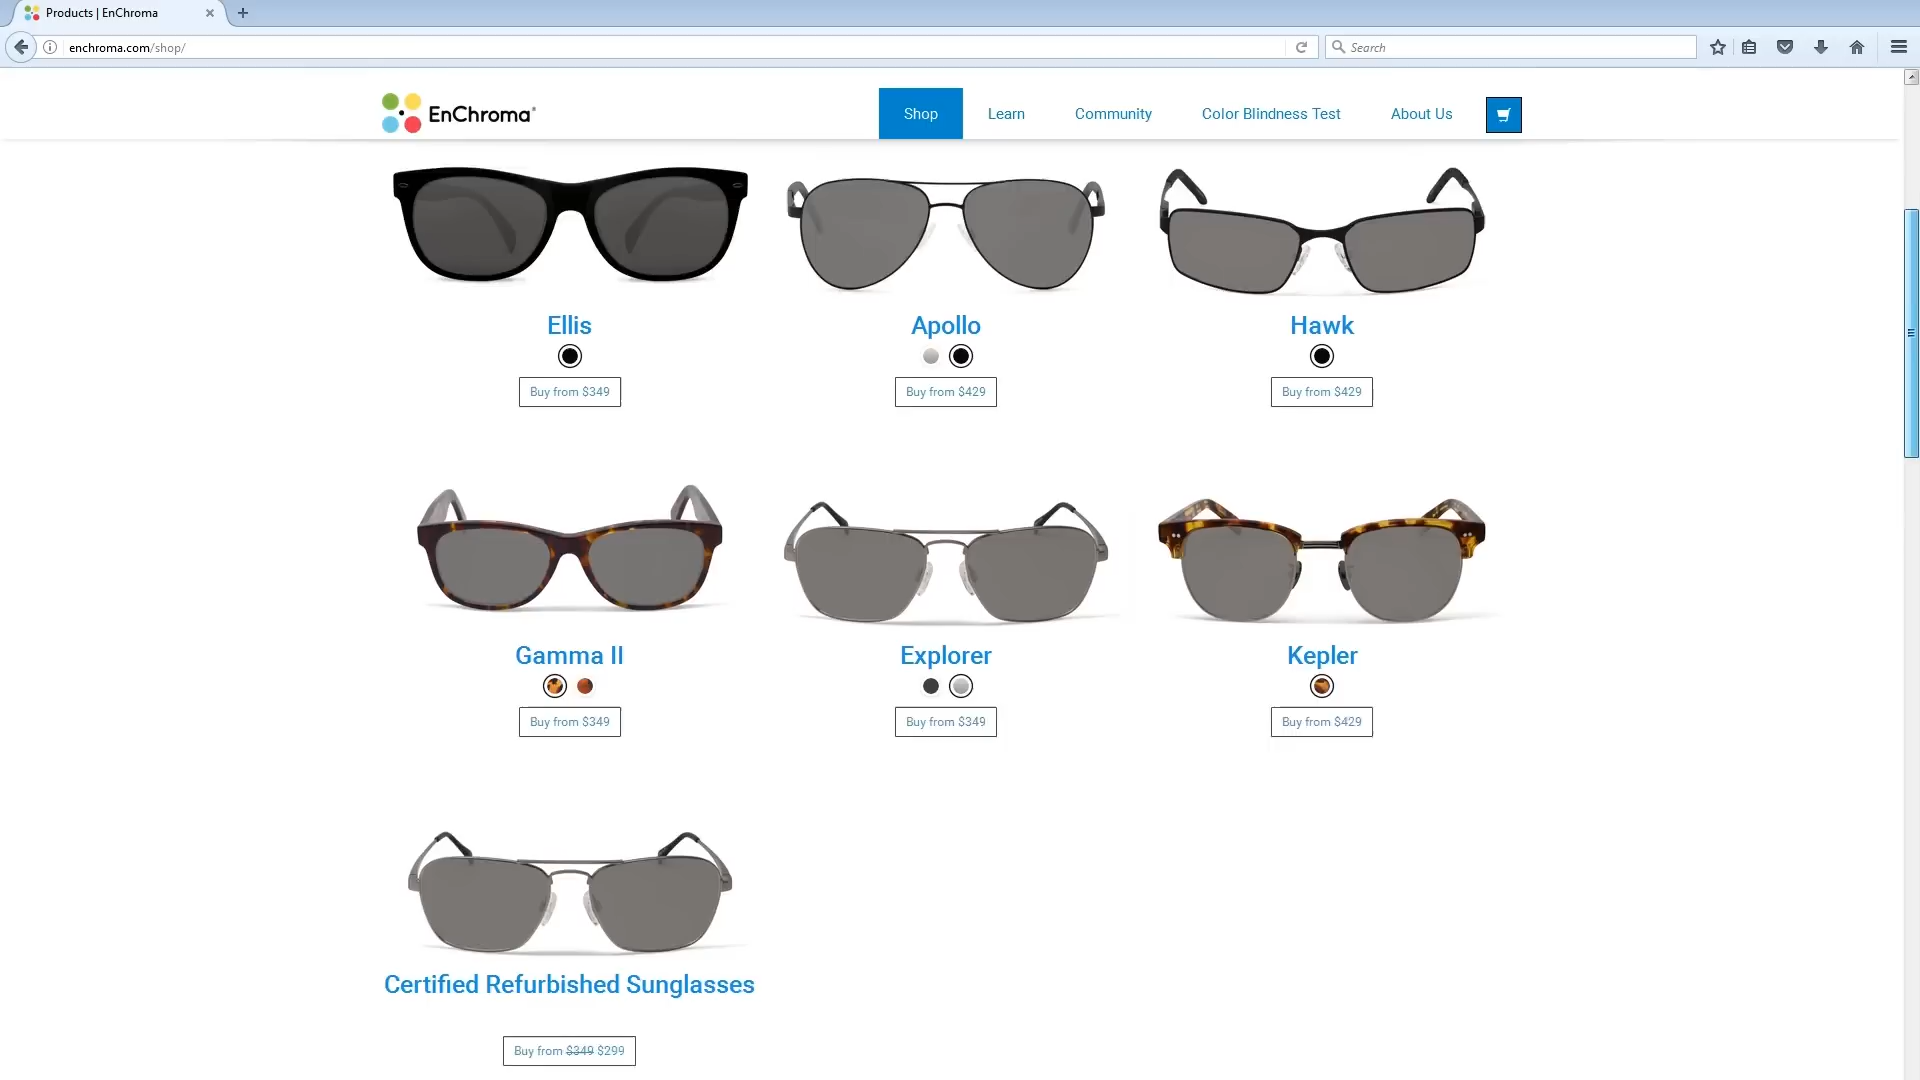 Products | EnChroma
enchroma.com/shop/
Search
EnChroma®
Shop
Learn
Community
Color Blindness Test
About Us
Ellis
Apollo
Hawk
Buy from $349
Buy from $429
Buy from $429
Gamma II
Explorer
Kepler
Buy from $349
Buy from $349
Buy from $429
Certified Refurbished Sunglasses
Buy from $349 $299